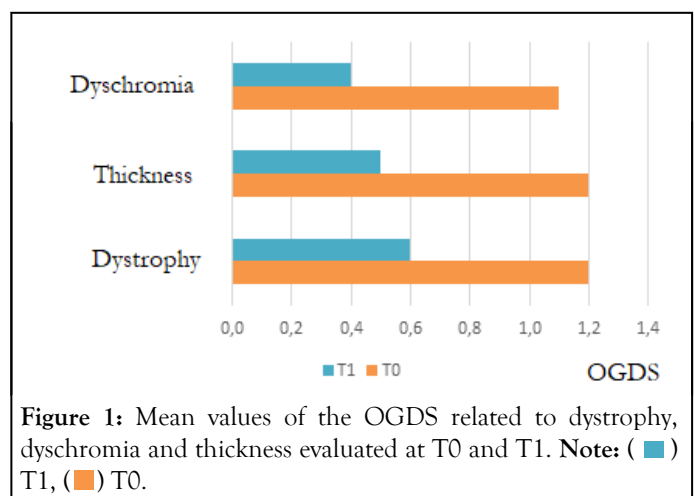 Dyschromia
Thickness
Dystrophy
0,0 0,2 0,4 0,6 0,8 1,0 1,2 1,4
T1 T0 OGDS
Figure 1: Mean values of the OGDS related to dystrophy,
dyschromia and thickness evaluated at T0 and T1. Note: ( )
T1, ( ) T0.